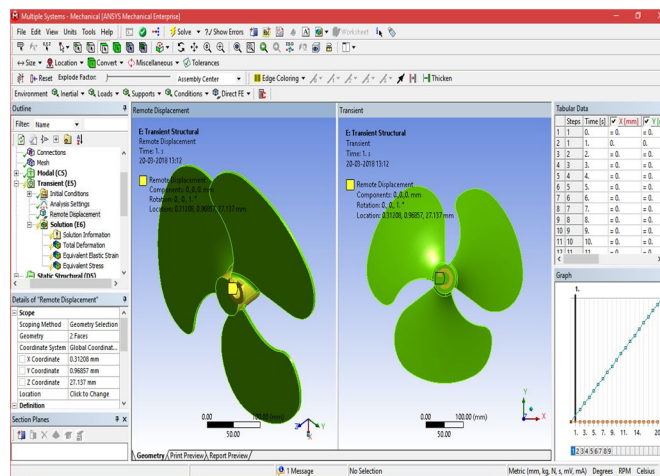 Multiple Systems - Mechanical [ANSYS Mechanical Enterprise]
File Edit View Units Tools Help Solve ?/ Show Errors Worksheet
Size Location Convert Miscellaneous Tolerances
Reset Explode Factor: Assembly Center Edge Coloring Thicken
Environment Inertial Loads Supports Conditions Direct FE
Outline
Filter: Name
Connections
Mesh
Modal (C5)
Transient (E5)
Initial Conditions
Analysis Settings
Remote Displacement
Solution (E6)
Solution Information
Total Deformation
Equivalent Elastic Strain
Equivalent Stress
Static Structural (D5)
Details of "Remote Displacement"
Scope
Scoping Method Geometry Selection
Geometry 2 Faces
Coordinate System Global Coordinat...
X Coordinate 0.31208 mm
Y Coordinate 0.96857 mm
Z Coordinate 27.137 mm
Location Click to Change
Definition
Section Planes
Remote Displacement
E: Transient Structural
Remote Displacement
Time: 1. s
20-03-2018 13:12
Remote Displacement
Components: 0.,0.,0. mm
Rotation: 0., 0., 1. °
Location: 0.31208, 0.96857, 27.137 mm
0.00 100.00 (mm)
50.00
Geometry Print Preview Report Preview
Transient
E: Transient Structural
Transient
Time: 1. s
20-03-2018 13:12
Remote Displacement
Components: 0.,0.,0. mm
Rotation: 0., 0., 1. °
Location: 0.31208, 0.96857, 27.137 mm
0.00 100.00 (mm)
50.00
Y
Z X
Tabular Data
Steps Time [s] X [mm] Y [
1 1 0. = 0. = 0.
2 1 1. 0. 0.
3 2 2. = 0. = 0.
4 3 3. = 0. = 0.
5 4 4. = 0. = 0.
6 5 5. = 0. = 0.
7 6 6. = 0. = 0.
8 7 7. = 0. = 0.
9 8 8. = 0. = 0.
10 9 9. = 0. = 0.
11 10 10. = 0. = 0.
Graph
1.
1. 3. 5. 7. 8. 9. 11. 14. 20
1 2 3 4 5 6 7 8 9
1 Message No Selection Metric (mm, kg, N, s, mV, mA) Degrees RPM Celsius